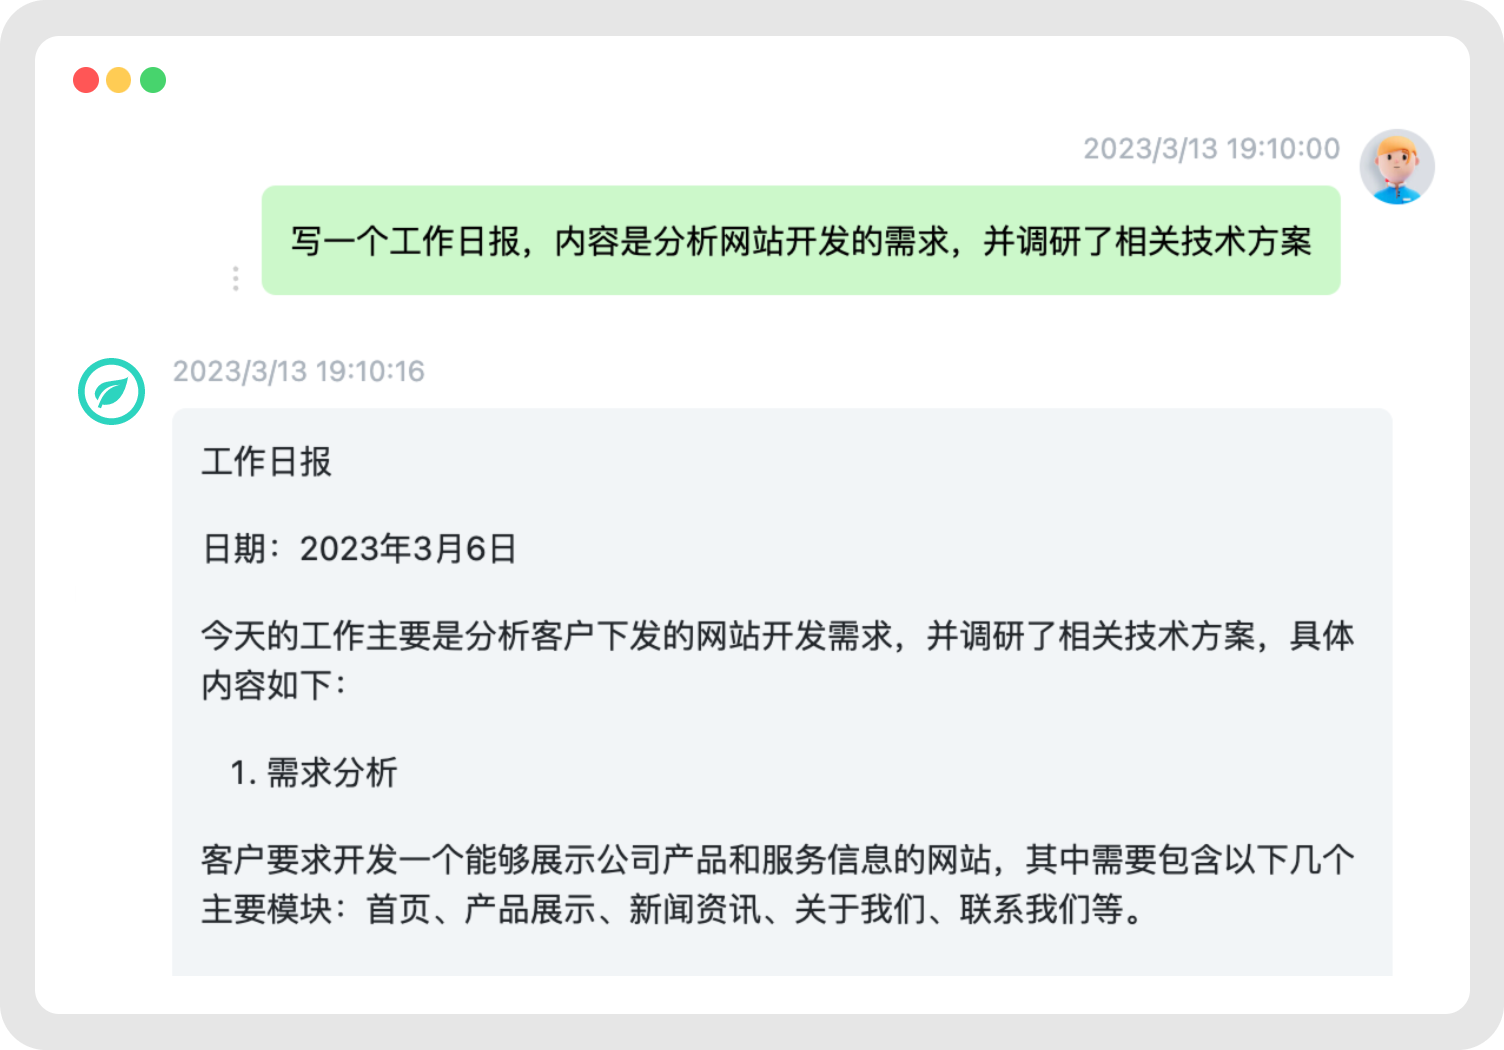 2023/3/13 19:10:00
写一个工作日报，内容是分析网站开发的需求，并调研了相关技术方案
2023/3/13 19:10:16
工作日报
日期：2023年3月6日
今天的工作主要是分析客户下发的网站开发需求，并调研了相关技术方案，具体
内容如下：
1. 需求分析
客户要求开发一个能够展示公司产品和服务信息的网站，其中需要包含以下几个
主要模块：首页、产品展示、新闻资讯、关于我们、联系我们等。